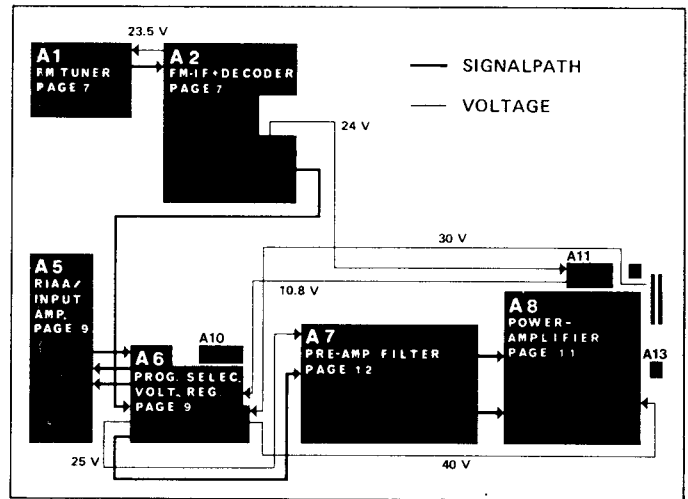 23.5 V
A1
FM TUNER
PAGE 7
A2
FM-IF+DECODER
PAGE 7
SIGNALPATH
VOLTAGE
24 V
30 V
A5
RIAA/
INPUT
AMP.
PAGE 9
10.8 V
A11
A10
A6
PROG. SELEC.
VOLT. REG.
PAGE 9
A7
PRE-AMP FILTER
PAGE 12
A8
POWER-
AMPLIFIER
PAGE 11
A13
25 V
40 V